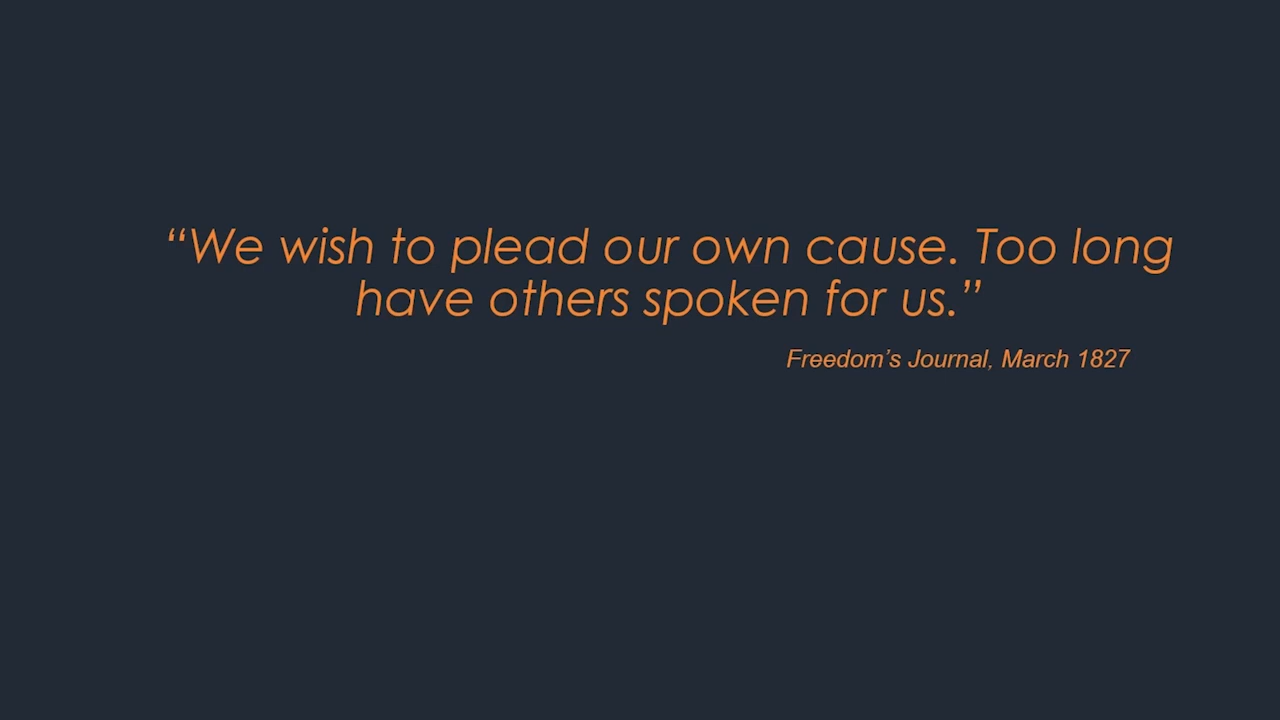 “We wish to plead our own cause. Too long
have others spoken for us.”
Freedom’s Journal, March 1827